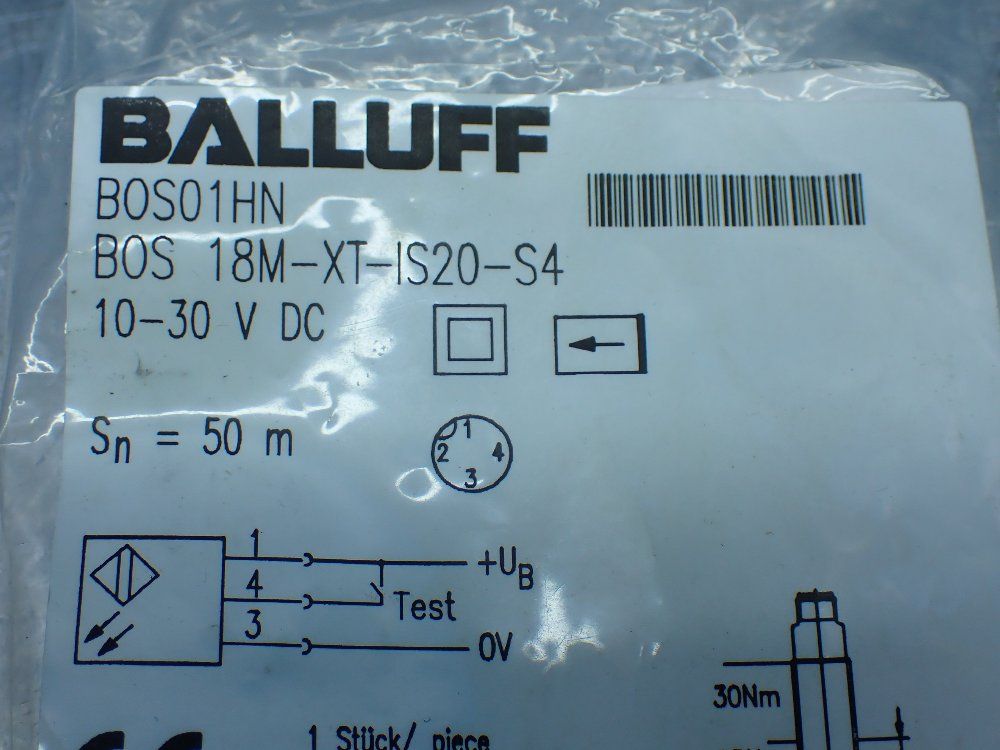 BALLUFF
BOS01HN
BOS 18M-XT-IS20-S4
10-30 V DC
Sn = 50 m
1
2 4
3
1
+UB
4
Test
3
0V
30Nm
1 Stück/ piece